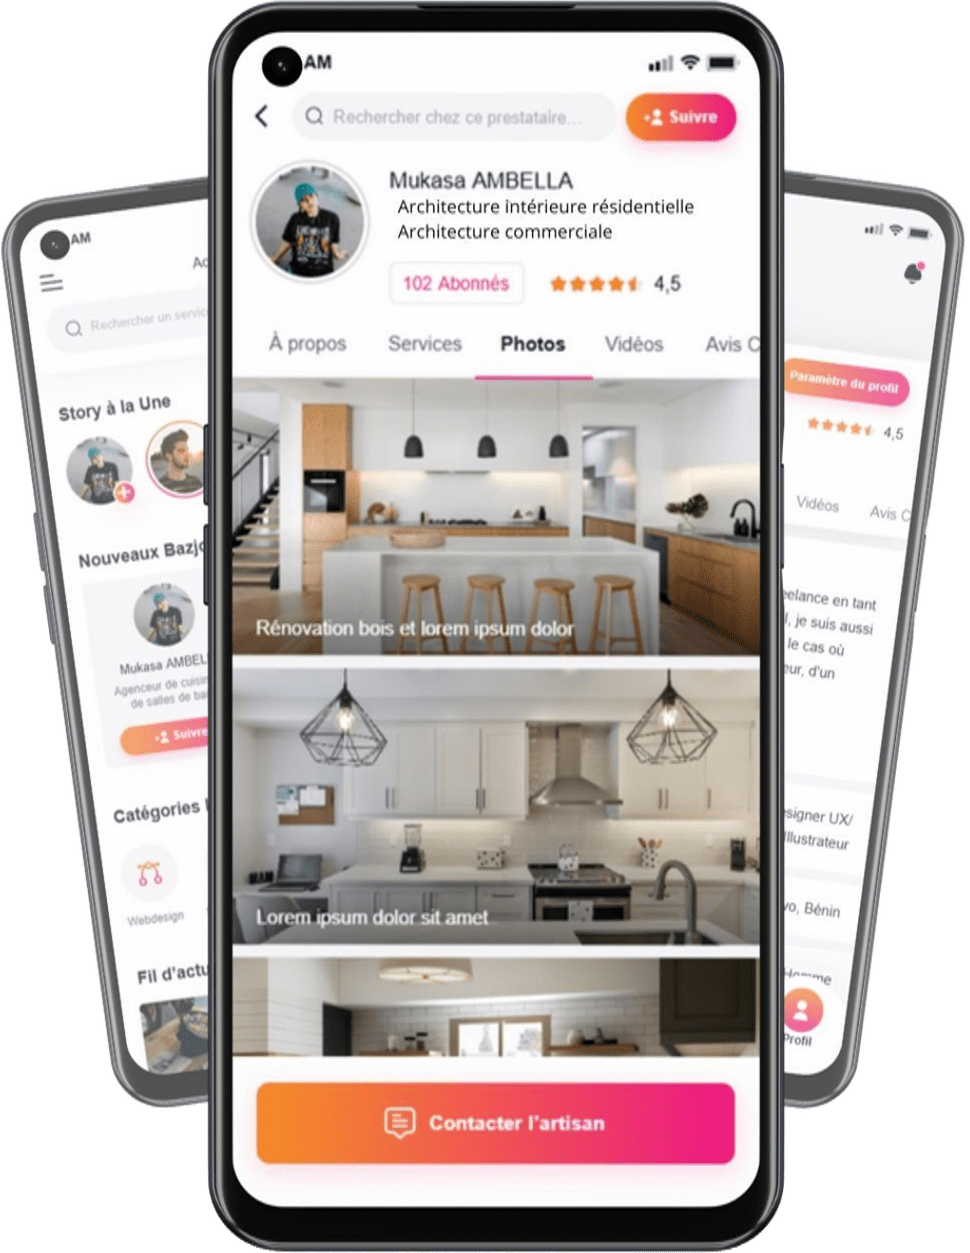 AM
Rechercher chez ce prestataire...
Suivre
Mukasa AMBELLA
Architecture intérieure résidentielle
Architecture commerciale
102 Abonnés
4,5
À propos
Services
Photos
Vidéos
Avis C
Rénovation bois et lorem ipsum dolor
Lorem ipsum dolor sit amet
Contacter l'artisan
AM
Ac
Rechercher un servic
Story à la Une
Nouveaux Bazjo
Mukasa AMBEL
Agenceur de cuisin
de salles de bai
Suivre
Catégories
Webdesign
Fil d'actu
Paramètre du profil
4,5
Vidéos
Avis C
eelance en tant
l, je suis aussi
le cas où
eur, d'un
signer UX/
Illustrateur
vo, Bénin
Homme
Profil